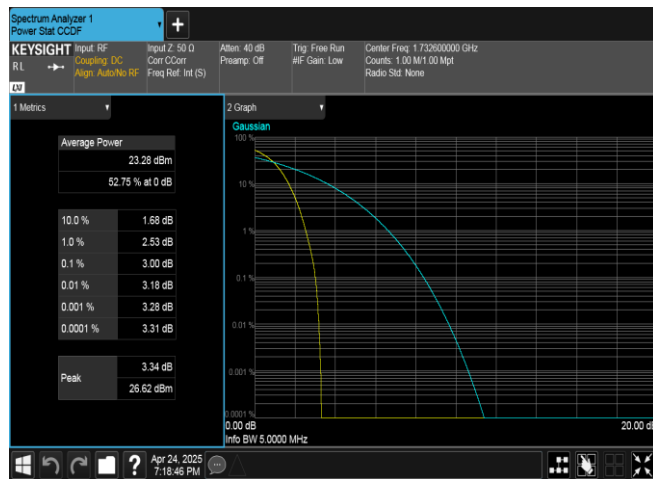 Spectrum Analyzer 1
Power Stat CCDF
KEYSIGHT
Input: RF
Input Z: 50 Ω
Atten: 40 dB
Trig: Free Run
Center Freq: 1.732600000 GHz
R L
Coupling: DC
Corr CCorr
Preamp: Off
#IF Gain: Low
Counts: 1.00 M/1.00 Mpt
Align: Auto/No RF
Freq Ref: Int (S)
Radio Std: None
LXI
1 Metrics
2 Graph
Gaussian
Average Power
23.28 dBm
52.75 % at 0 dB
10.0 % 1.68 dB
1.0 % 2.53 dB
0.1 % 3.00 dB
0.01 % 3.18 dB
0.001 % 3.28 dB
0.0001 % 3.31 dB
Peak
3.34 dB
26.62 dBm
100 %
10 %
1 %
0.1 %
0.01 %
0.001 %
0.0001 %
0.00 dB
20.00 dB
Info BW 5.0000 MHz
?
Apr 24, 2025
7:18:46 PM